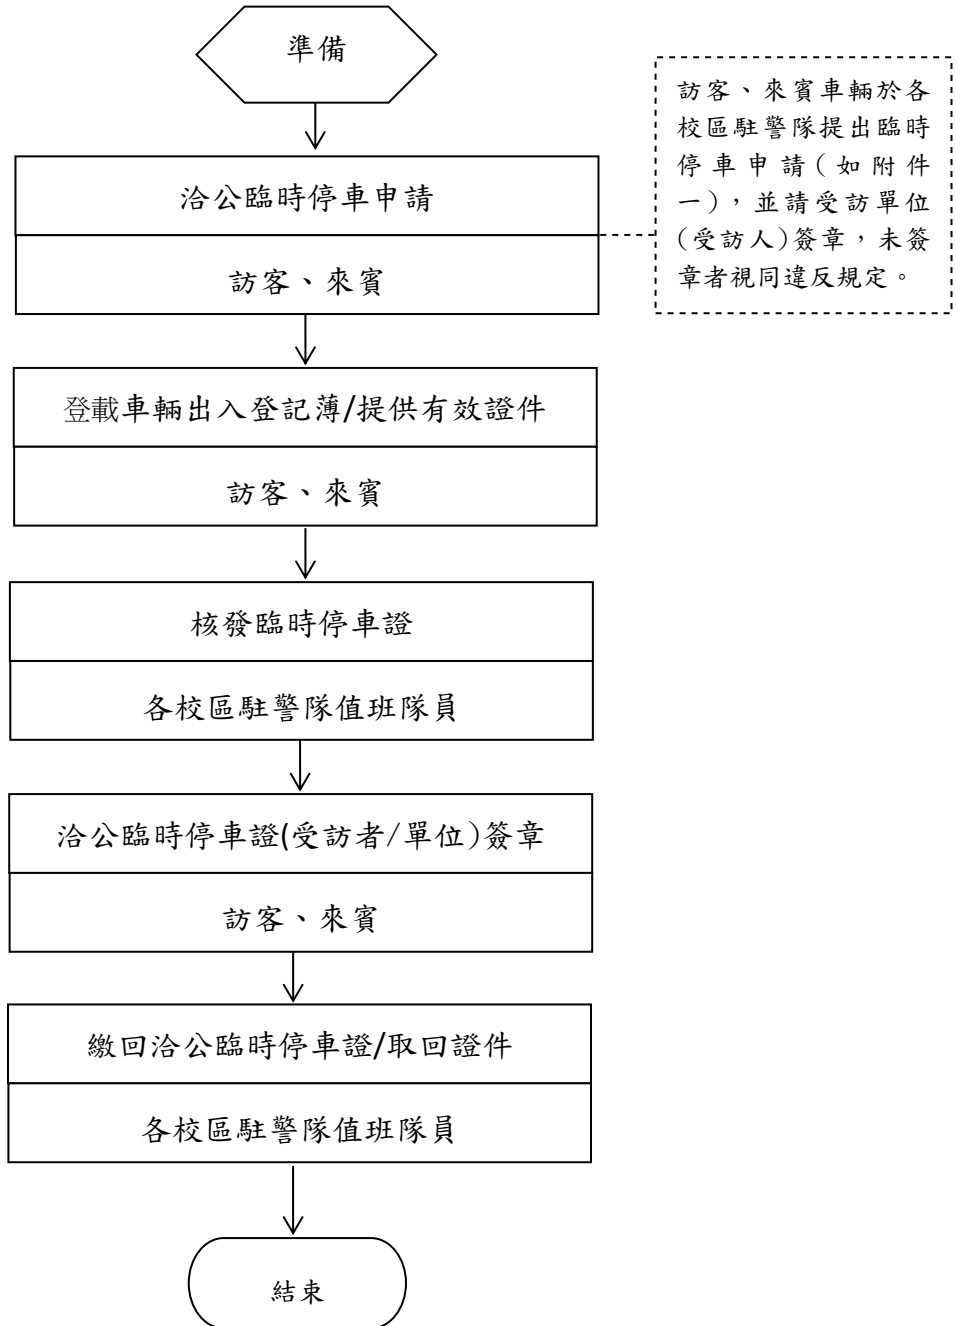 準備
訪客、來賓車輛於各
校區駐警隊提出臨時
停車申請(如附件
一)，並請受訪單位
(受訪人)簽章，未簽
章者視同違反規定。
洽公臨時停車申請
訪客、來賓
登載車輛出入登記薄/提供有效證件
訪客、來賓
核發臨時停車證
各校區駐警隊值班隊員
洽公臨時停車證(受訪者/單位)簽章
訪客、來賓
繳回洽公臨時停車證/取回證件
各校區駐警隊值班隊員
結束